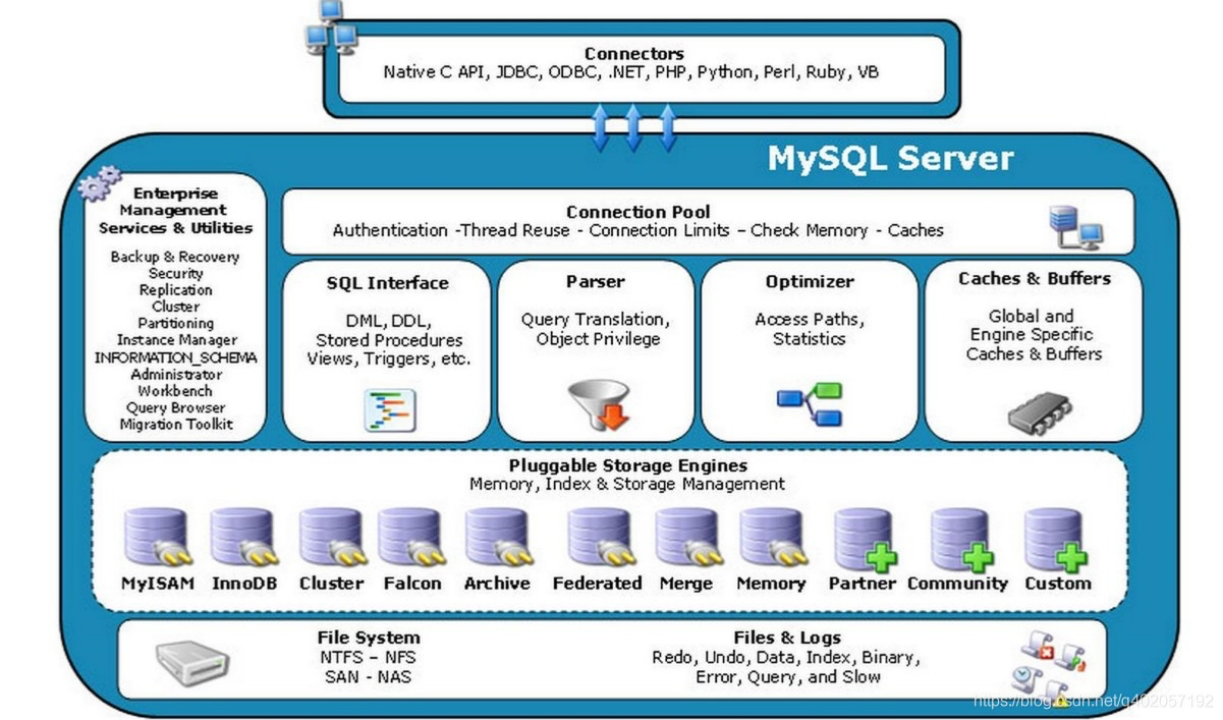 Connectors
Native C API, JDBC, ODBC, .NET, PHP, Python, Perl, Ruby, VB
MySQL Server
Enterprise
Management
Services & Utilities
Backup & Recovery
Security
Replication
Cluster
Partitioning
Instance Manager
INFORMATION_SCHEMA
Administrator
Workbench
Query Browser
Migration Toolkit
Connection Pool
Authentication -Thread Reuse - Connection Limits – Check Memory - Caches
SQL Interface
DML, DDL,
Stored Procedures
Views, Triggers, etc.
Parser
Query Translation,
Object Privilege
Optimizer
Access Paths,
Statistics
Caches & Buffers
Global and
Engine Specific
Caches & Buffers
Pluggable Storage Engines
Memory, Index & Storage Management
MyISAM InnoDB Cluster Falcon Archive Federated Merge Memory Partner Community Custom
File System
NTFS – NFS
SAN - NAS
Files & Logs
Redo, Undo, Data, Index, Binary,
Error, Query, and Slow
https://blog.csdn.net/q402057192